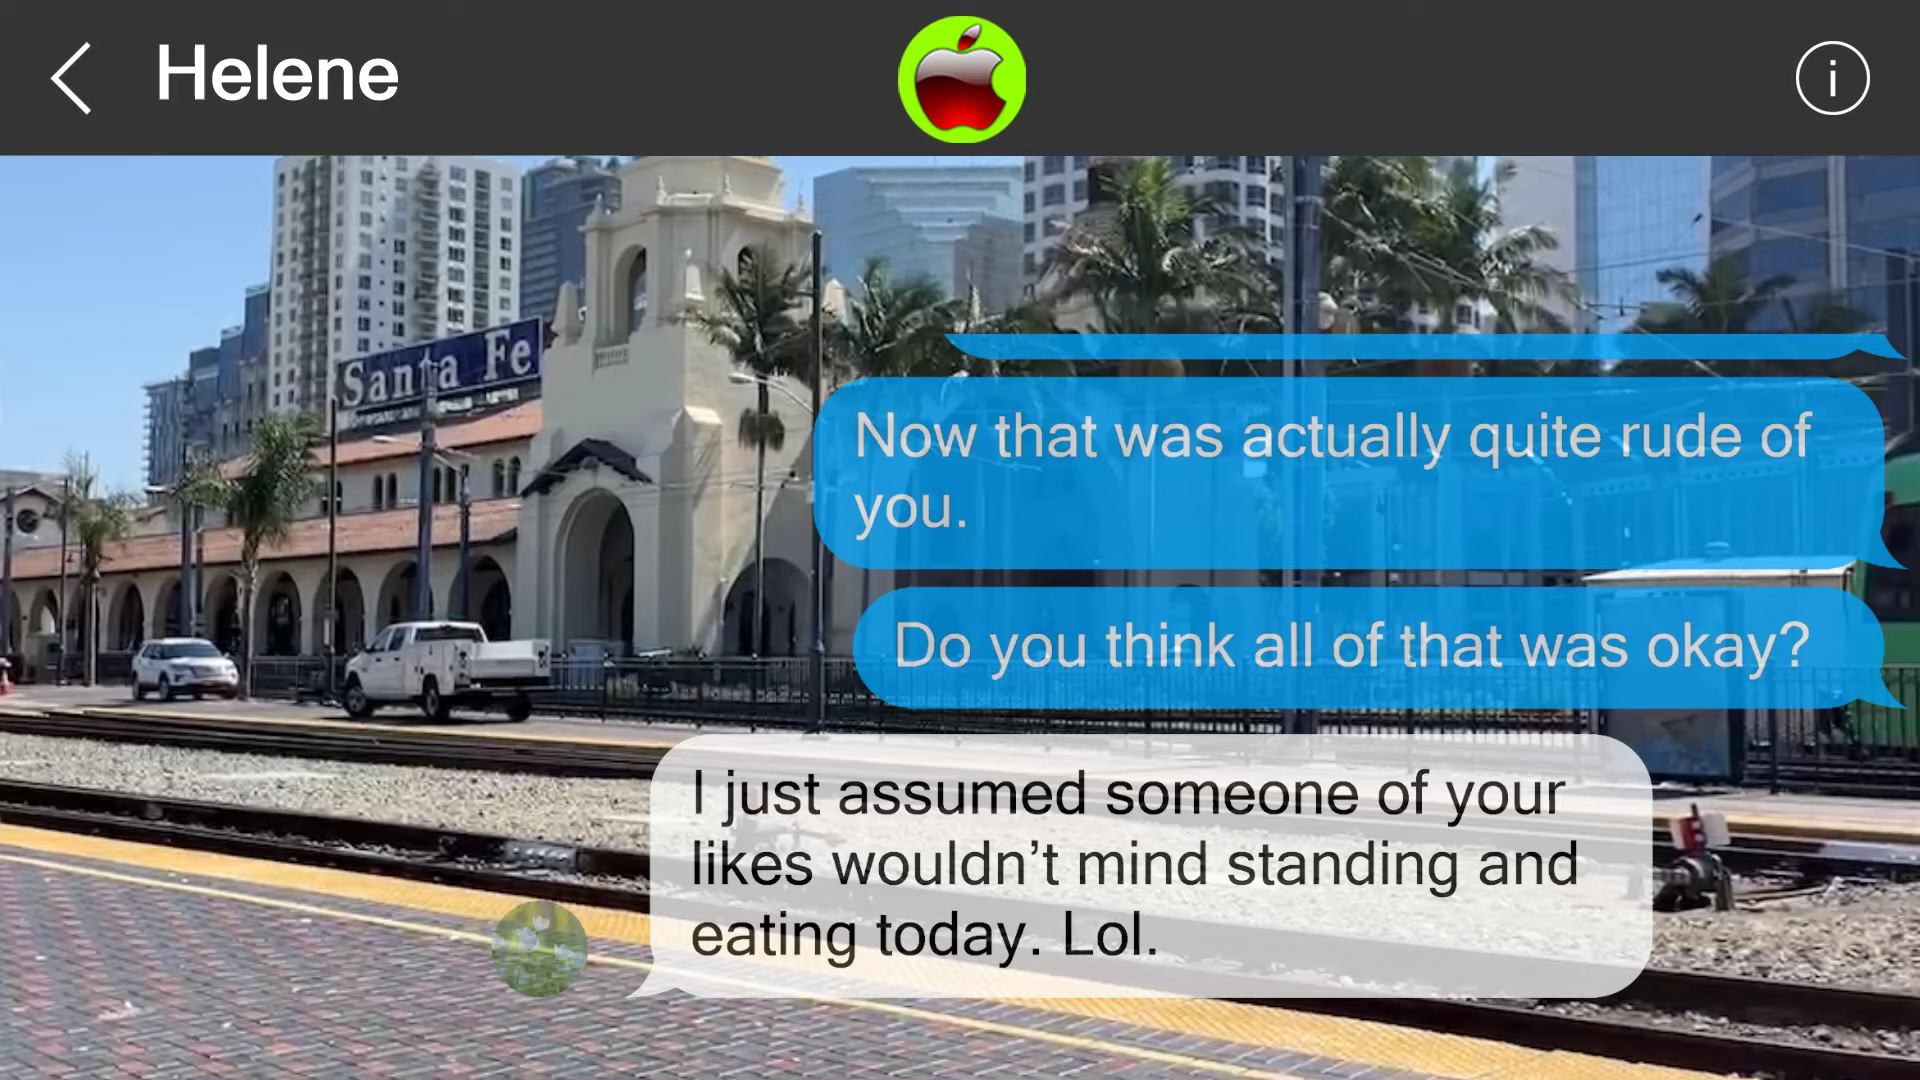 Helene
Santa Fe
Now that was actually quite rude of
you.
Do you think all of that was okay?
I just assumed someone of your
likes wouldn’t mind standing and
eating today. Lol.